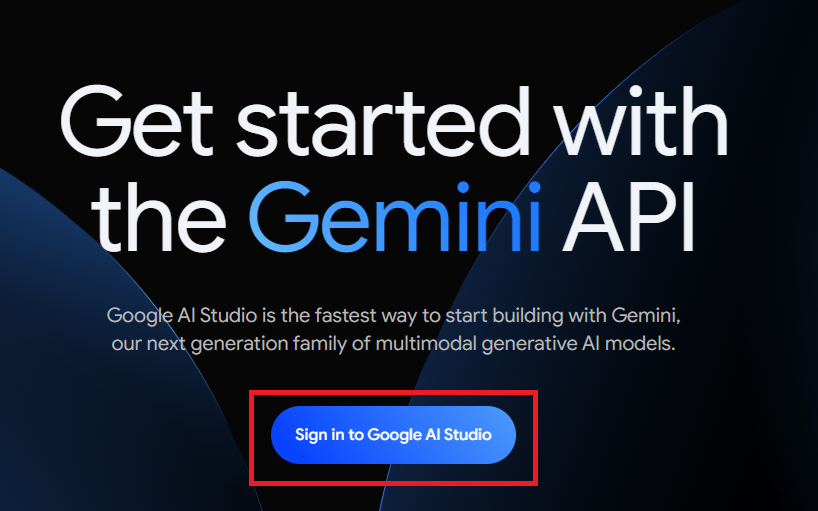 Get started with
the Gemini API
Google AI Studio is the fastest way to start building with Gemini,
our next generation family of multimodal generative AI models.
Sign in to Google AI Studio